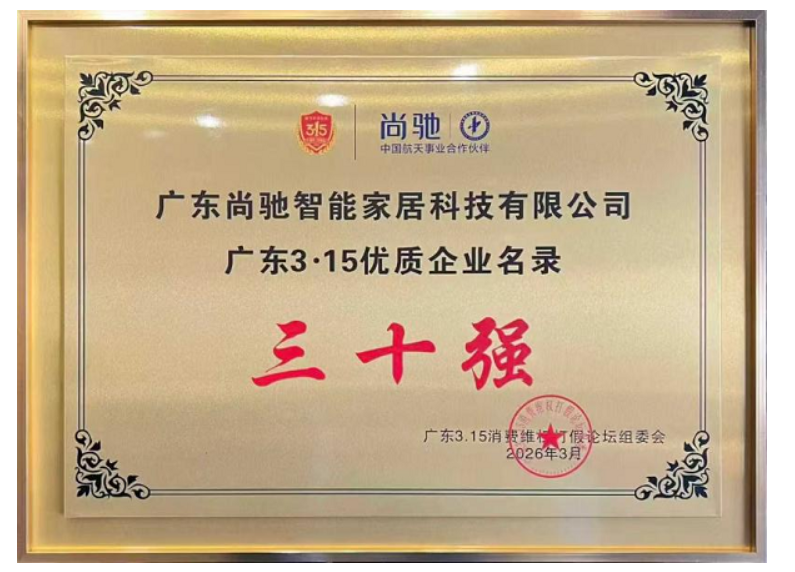 315
尚驰
中国航天事业合作伙伴
广东尚驰智能家居科技有限公司
广东3·15优质企业名录
三十强
广东3.15消费维权打假论坛组委会
2026年3月